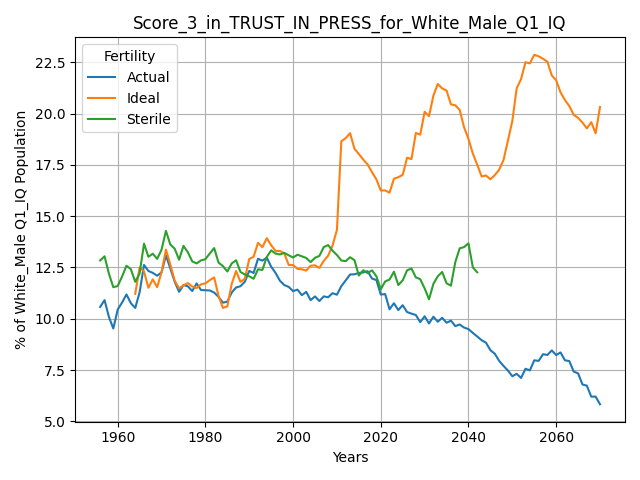 Score_3_in_TRUST_IN_PRESS_for_White_Male_Q1_IQ
Fertility
Actual
Ideal
Sterile
% of White_Male Q1_IQ Population
22.5
20.0
17.5
15.0
12.5
10.0
7.5
5.0
1960 1980 2000 2020 2040 2060
Years